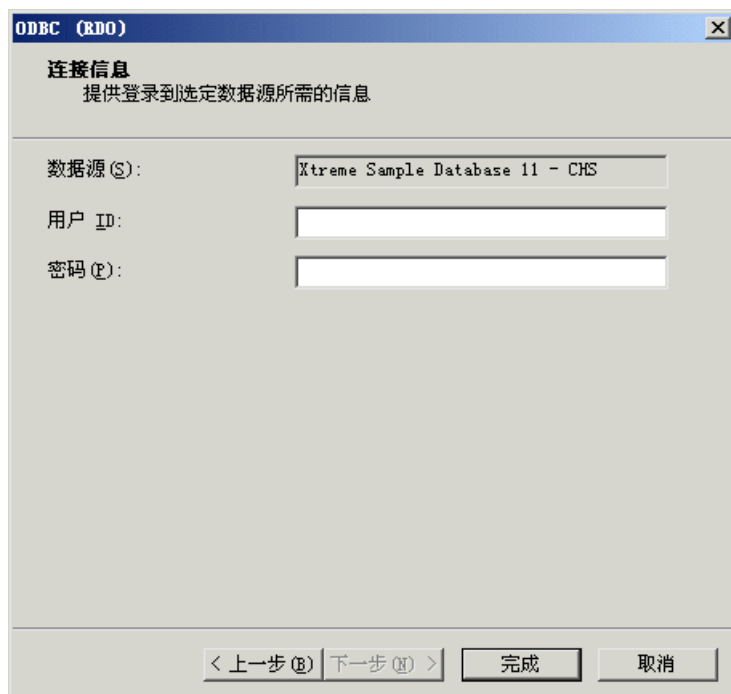 ODBC (RDO)
连接信息
提供登录到选定数据源所需的信息
数据源(S):
Xtreme Sample Database 11 - CHS
用户 ID:
密码(P):
< 上一步(B)
下一步(N) >
完成
取消